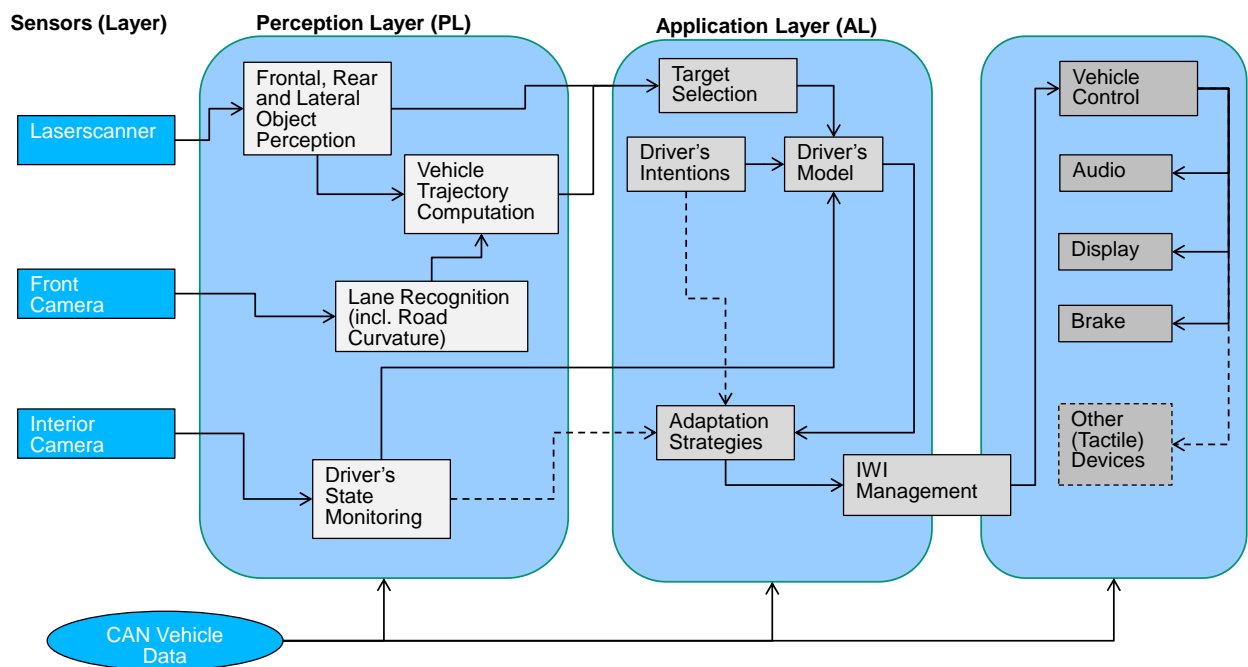 Sensors (Layer)
Perception Layer (PL)
Application Layer (AL)
Laserscanner
Front
Camera
Interior
Camera
CAN Vehicle
Data
Frontal, Rear
and Lateral
Object
Perception
Vehicle
Trajectory
Computation
Lane Recognition
(incl. Road
Curvature)
Driver's
State
Monitoring
Target
Selection
Driver's
Intentions
Driver's
Model
Adaptation
Strategies
IWI
Management
Vehicle
Control
Audio
Display
Brake
Other
(Tactile)
Devices